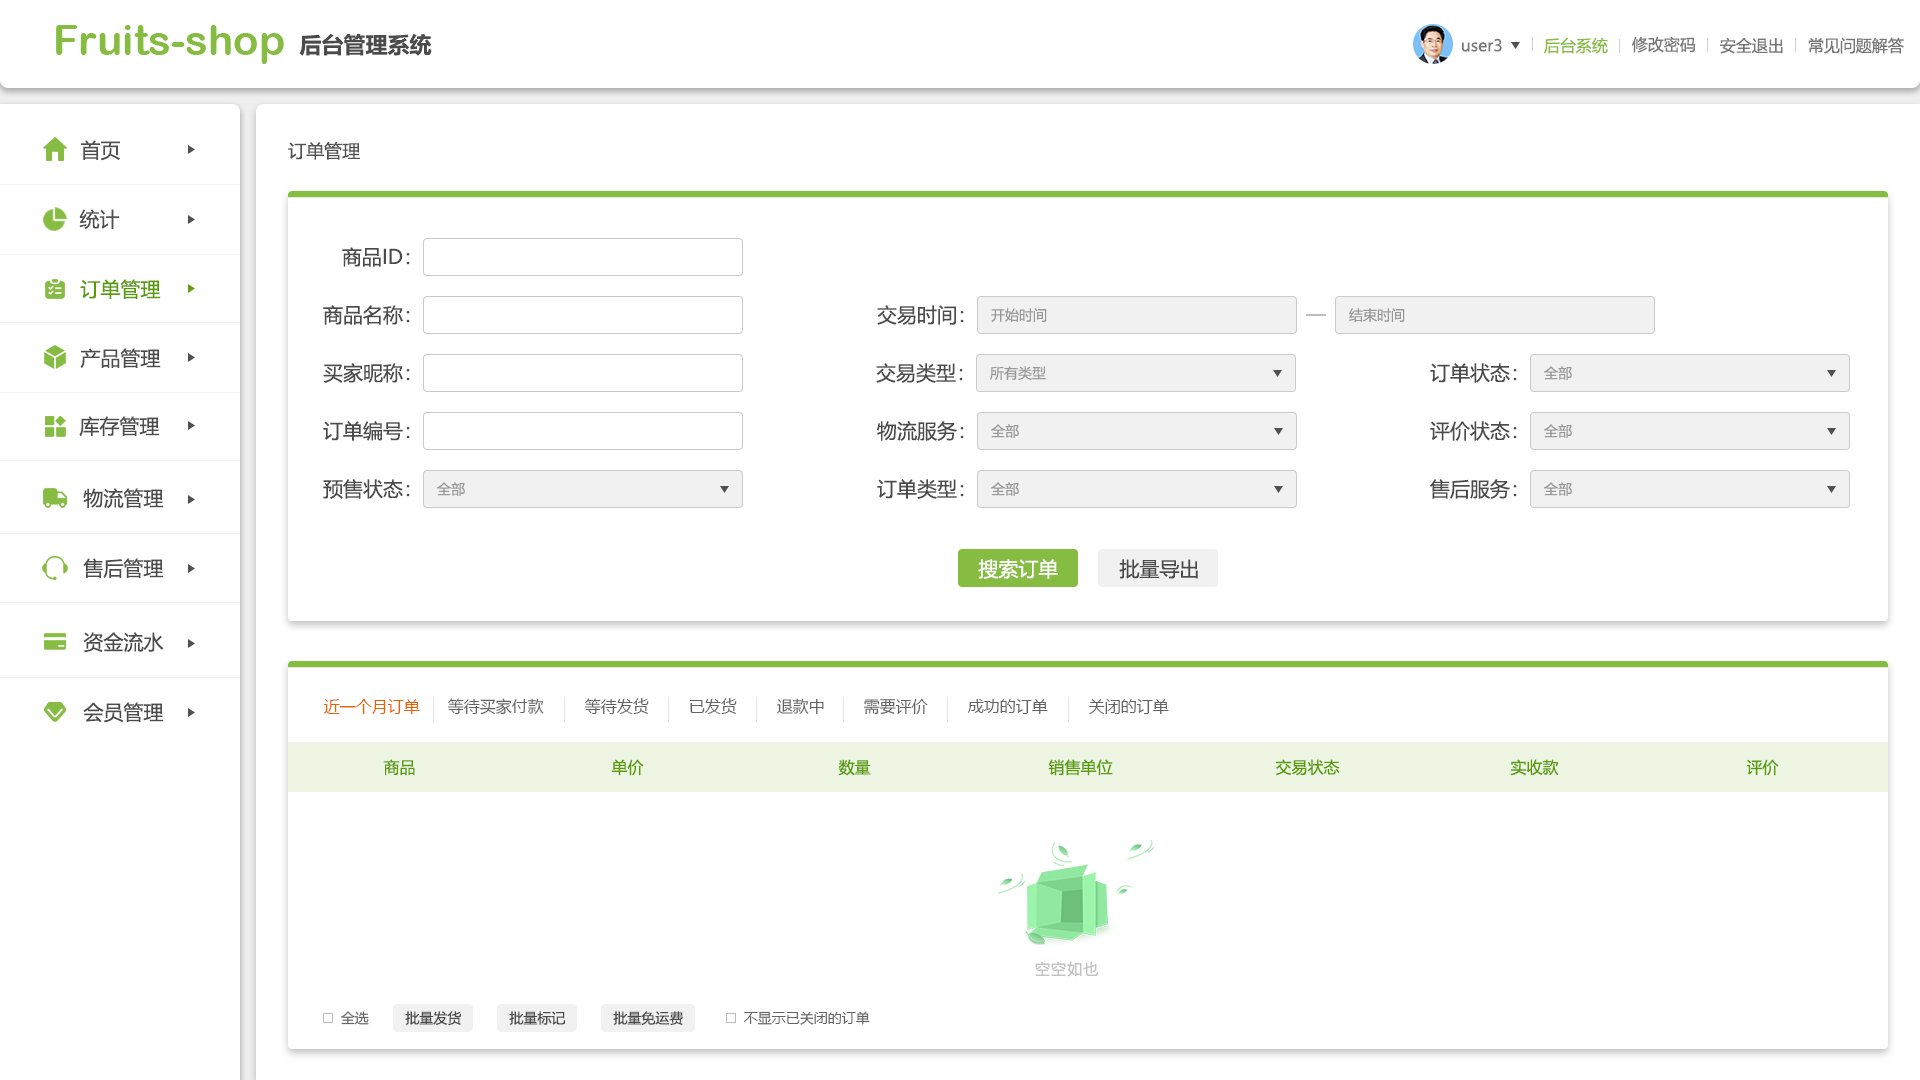 Fruits-shop 后台管理系统
user3 后台系统 修改密码 安全退出 常见问题解答
首页
统计
订单管理
产品管理
库存管理
物流管理
售后管理
资金流水
会员管理
订单管理
商品ID：
商品名称： 交易时间： 开始时间 — 结束时间
买家昵称： 交易类型： 所有类型 订单状态： 全部
订单编号： 物流服务： 全部 评价状态： 全部
预售状态： 全部 订单类型： 全部 售后服务： 全部
搜索订单 批量导出
近一个月订单 等待买家付款 等待发货 已发货 退款中 需要评价 成功的订单 关闭的订单
商品 单价 数量 销售单位 交易状态 实收款 评价
空空如也
全选 批量发货 批量标记 批量免运费 不显示已关闭的订单